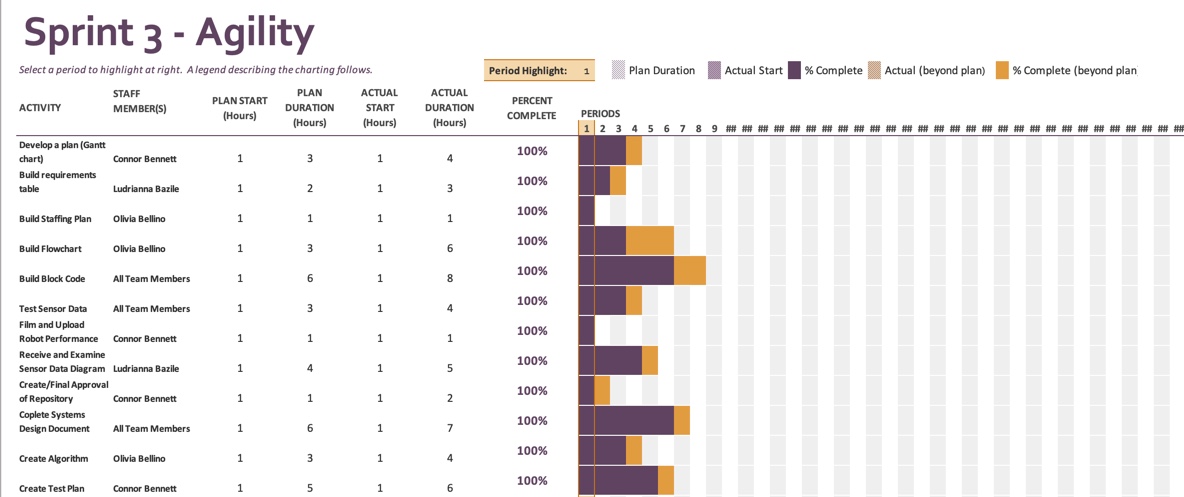 Sprint 3 - Agility
Select a period to highlight at right. A legend describing the charting follows.
Period Highlight: 1
Plan Duration
Actual Start
% Complete
Actual (beyond plan)
% Complete (beyond plan
ACTIVITY
STAFF
MEMBER(S)
PLAN START
(Hours)
PLAN
DURATION
(Hours)
ACTUAL
START
(Hours)
ACTUAL
DURATION
(Hours)
PERCENT
COMPLETE
PERIODS
1 2 3 4 5 6 7 8 9 ## ## ## ## ## ## ## ## ## ## ## ## ## ## ## ## ## ## ## ## ## ## ## ## ##
Develop a plan (Gantt
chart) Connor Bennett 1 3 1 4 100%
Build requirements
table Ludrianna Bazile 1 2 1 3 100%
Build Staffing Plan Olivia Bellino 1 1 1 1 100%
Build Flowchart Olivia Bellino 1 3 1 6 100%
Build Block Code All Team Members 1 6 1 8 100%
Test Sensor Data All Team Members 1 3 1 4 100%
Film and Upload
Robot Performance Connor Bennett 1 1 1 1 100%
Receive and Examine
Sensor Data Diagram Ludrianna Bazile 1 4 1 5 100%
Create/Final Approval
of Repository Connor Bennett 1 1 1 2 100%
Coplete Systems
Design Document All Team Members 1 6 1 7 100%
Create Algorithm Olivia Bellino 1 3 1 4 100%
Create Test Plan Connor Bennett 1 5 1 6 100%